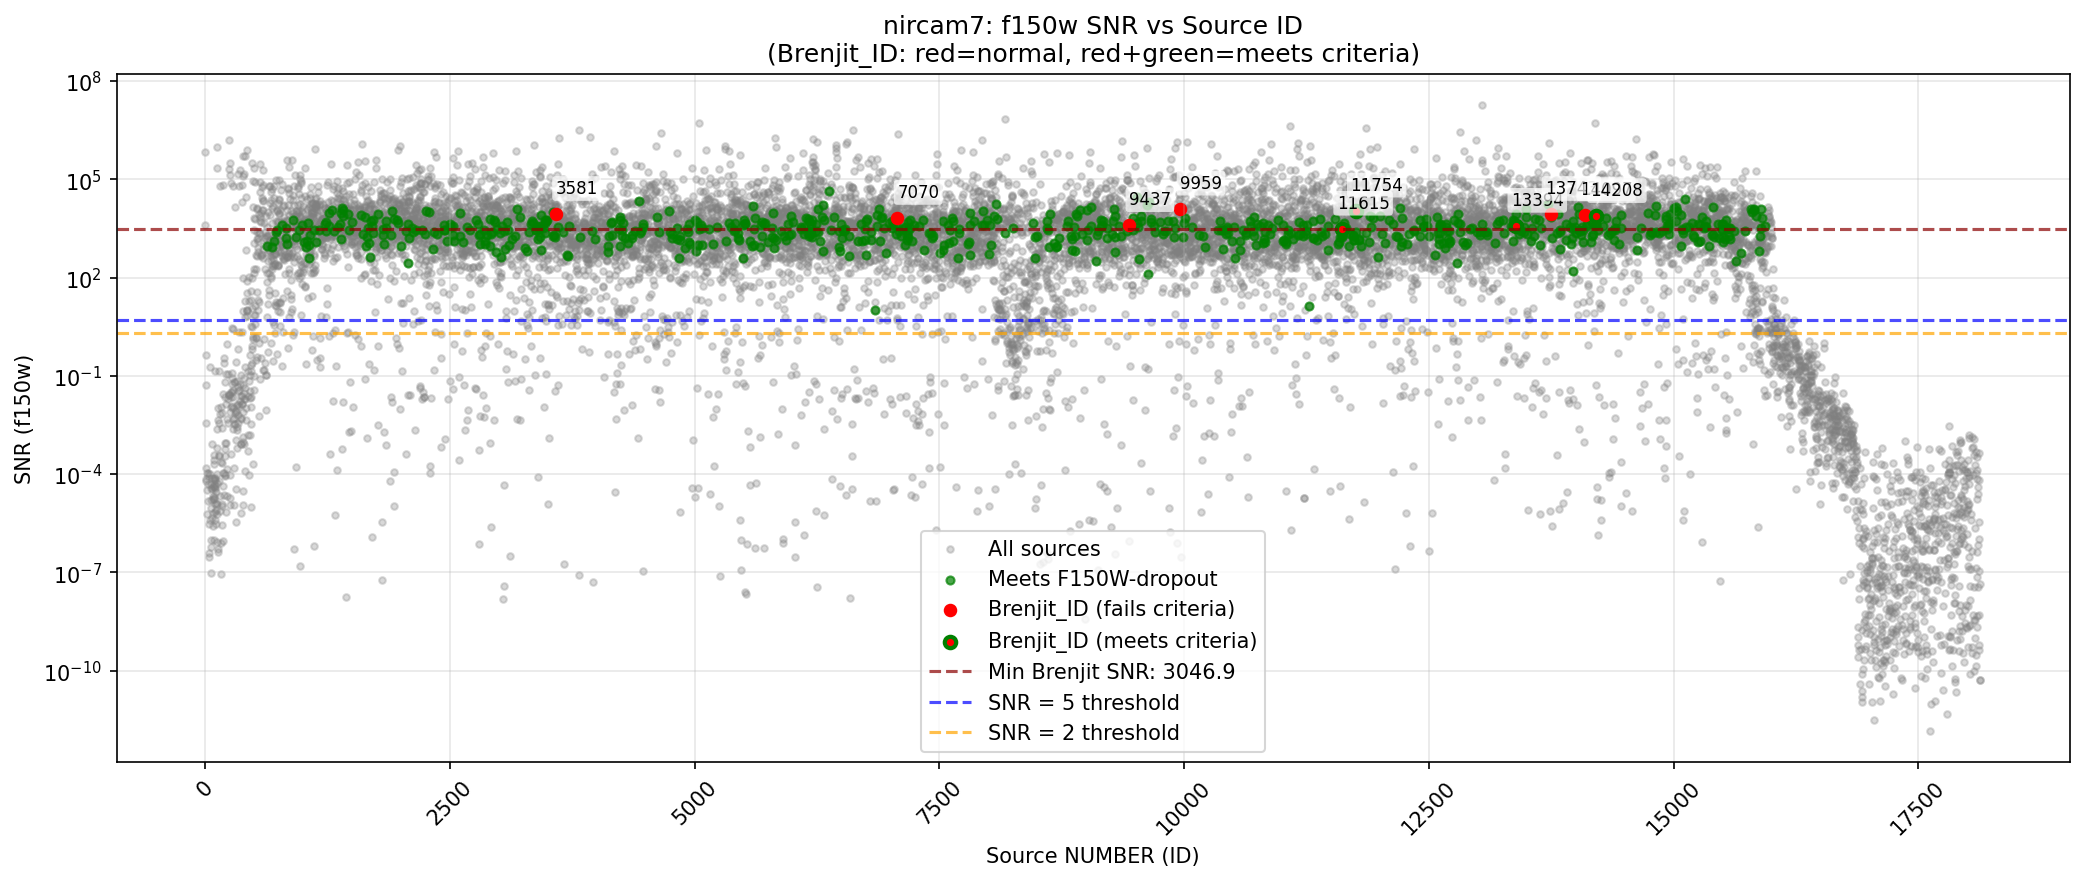 nircam7: f150w SNR vs Source ID
(Brenjit_ID: red=normal, red+green=meets criteria)
SNR (f150w)
10^8
10^5
10^2
10^-1
10^-4
10^-7
10^-10
3581
7070
9437
9959
11754
11615
13394
14208
All sources
Meets F150W-dropout
Brenjit_ID (fails criteria)
Brenjit_ID (meets criteria)
Min Brenjit SNR: 3046.9
SNR = 5 threshold
SNR = 2 threshold
0
2500
5000
7500
10000
12500
15000
17500
Source NUMBER (ID)